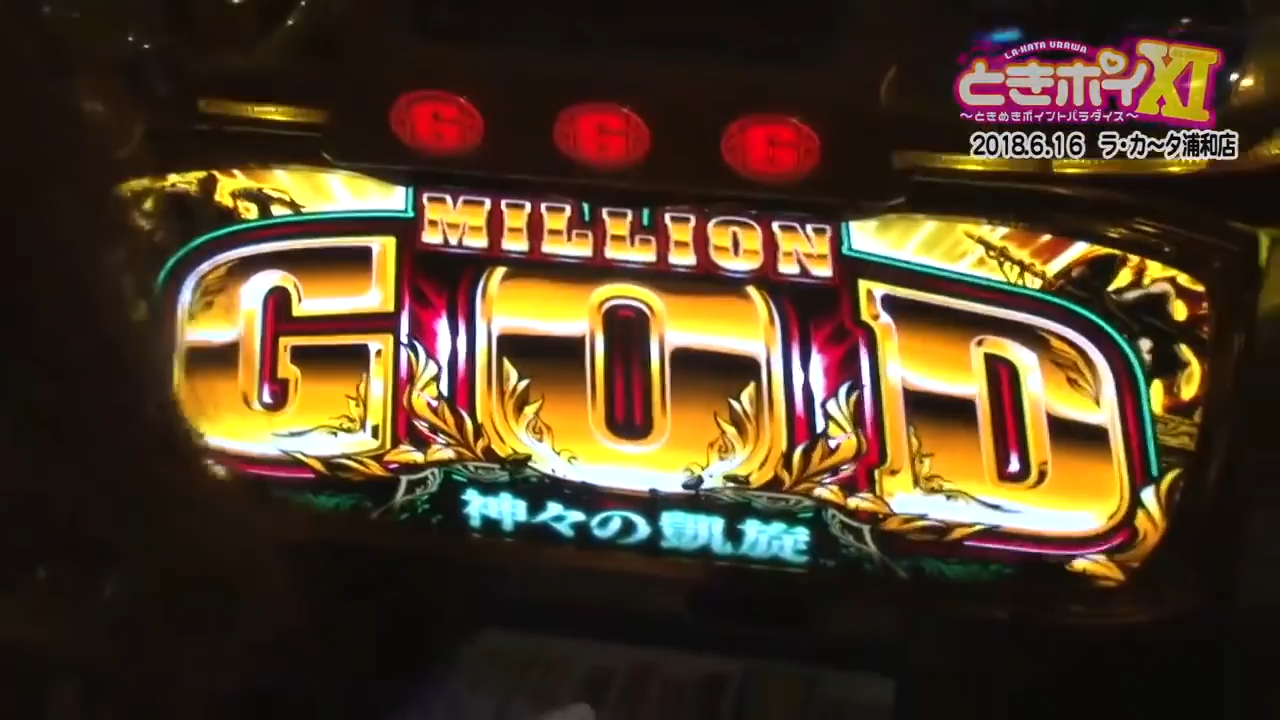 LA·KATA URAWA
ときポイXI
〜ときめきポイントパラダイス〜
2018.6.16 ラ・カ〜タ浦和店
G G G
MILLION
GOD
神々の凱旋